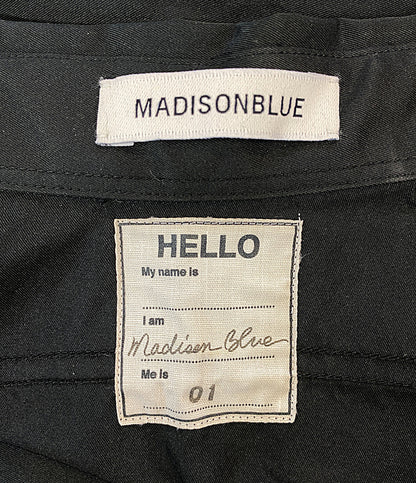 MADISONBLUE
HELLO
My name is
I am
Madison Blue
Me is
01